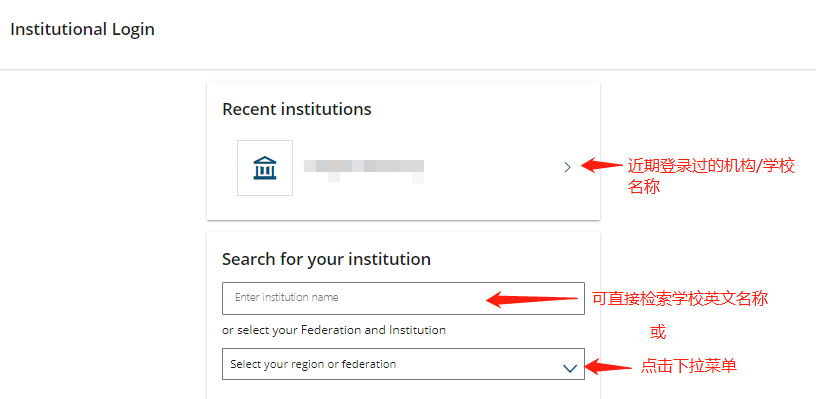 Institutional Login
Recent institutions
近期登录过的机构/学校
名称
Search for your institution
Enter institution name
可直接检索学校英文名称
or select your Federation and Institution
或
Select your region or federation
点击下拉菜单